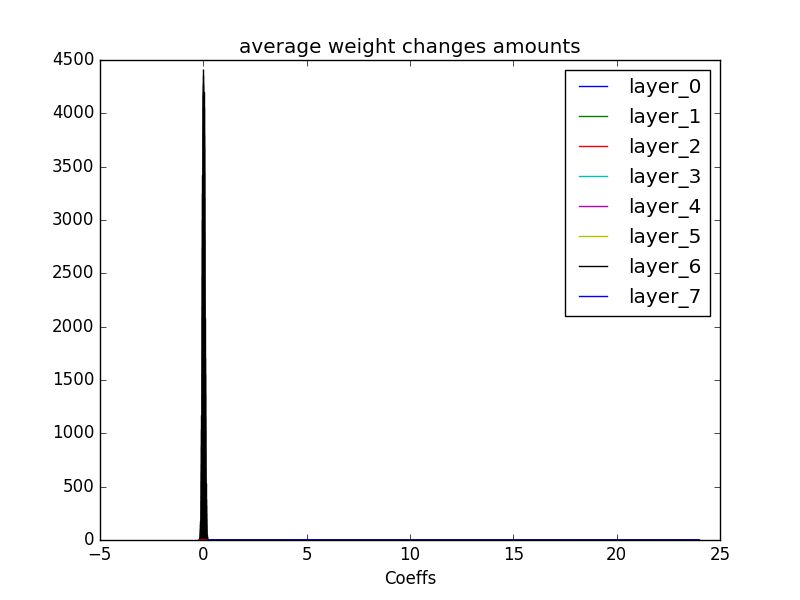 average weight changes amounts
4500
4000
3500
3000
2500
2000
1500
1000
500
0
−5
0
5
10
15
20
25
Coeffs
layer_0
layer_1
layer_2
layer_3
layer_4
layer_5
layer_6
layer_7